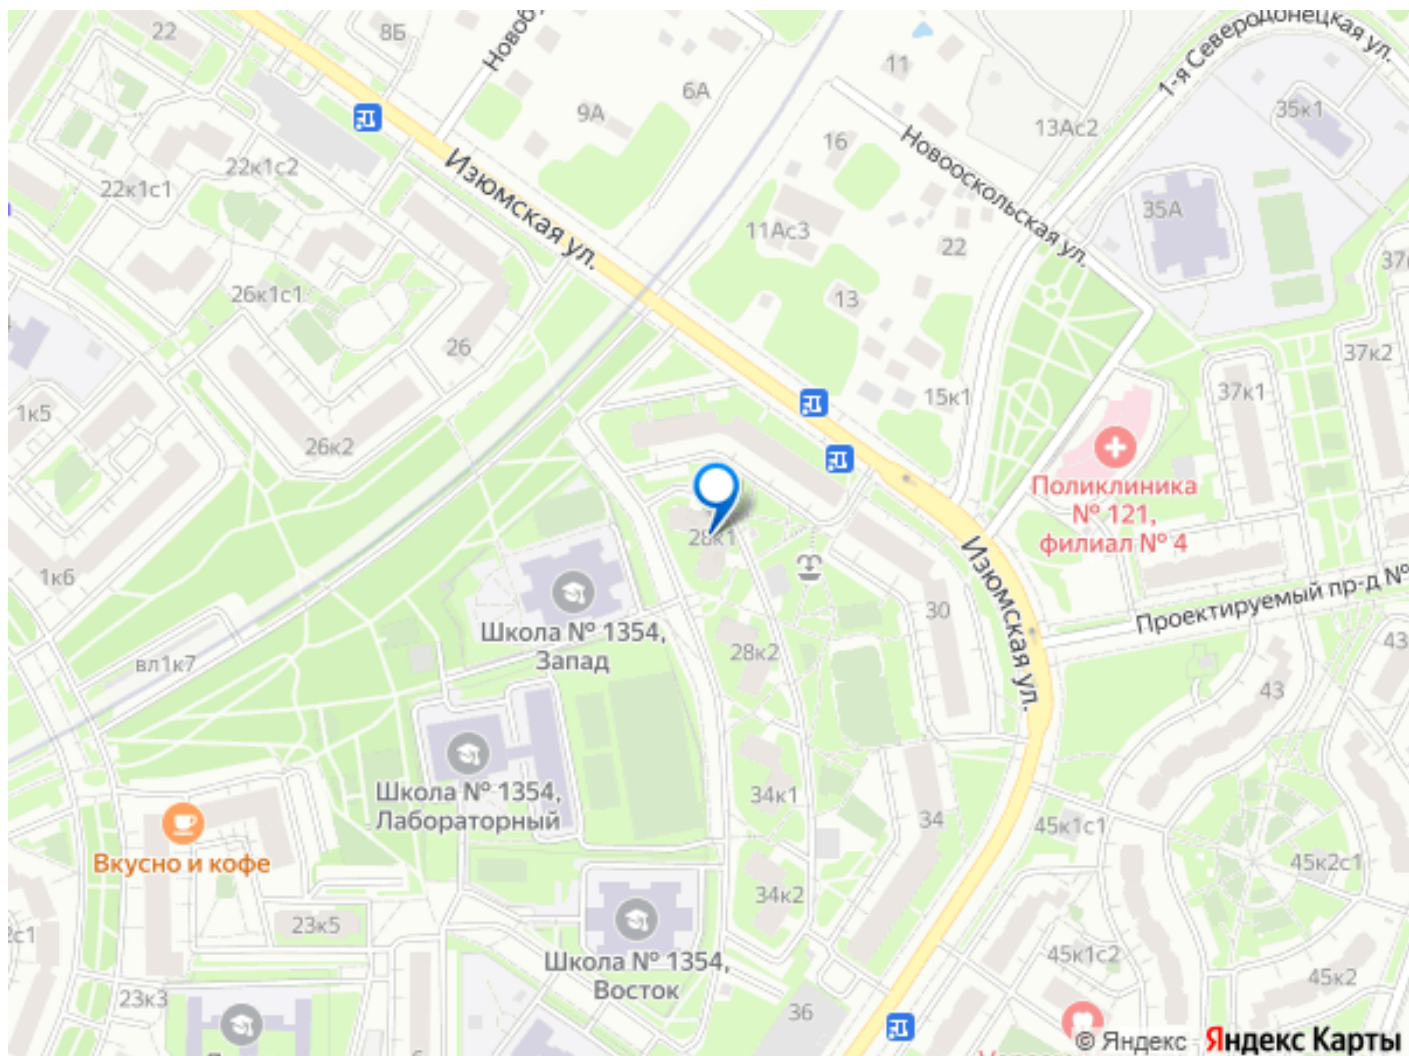 22
8Б
6А
9А
11
16
13Ас2
35к1
1-я Северодонецкая ул.
22к1с2
22к1с1
Изюмская ул.
Новооскольская ул.
35А
11Ас3
22
13
26к1с1
26
37к2
37к1
15к1
1к5
26к2
Поликлиника
№ 121,
филиал № 4
28к1
1к6
Изюмская ул.
Проектируемый пр-д №
30
Школа № 1354,
Запад
28к2
вл1к7
43
43
Школа № 1354,
Лабораторный
34к1
34
45к1с1
Вкусно и кофе
45к2с1
34к2
23к5
Школа № 1354,
Восток
45к1с2
45к2
23к3
36
© Яндекс Яндекс Карты